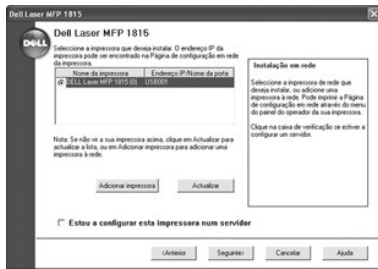 Dell Laser MFP 1815
DELL
Dell Laser MFP 1815
Seleccione a impressora que deseja instalar. O endereço IP da
impressora pode ser encontrado na Página de configuração em rede
da impressora.
Nome da impressora Endereço IP/Nome da porta
DELL Laser MFP 1815 (0) USB001
Nota: Se não vir a sua impressora acima, clique em Actualizar para
actualizar a lista, ou em Adicionar impressora para adicionar uma
impressora à rede.
Adicionar impressora Actualizar
Estou a configurar esta impressora num servidor
Instalação em rede
Seleccione a impressora de rede que
deseja instalar, ou adicione uma
impressora à rede. Pode imprimir a Página
de configuração em rede através do menu
do painel do operador da sua impressora.
Clique na caixa de verificação se estiver a
configurar um servidor.
<Anterior Seguinte> Cancelar Ajuda